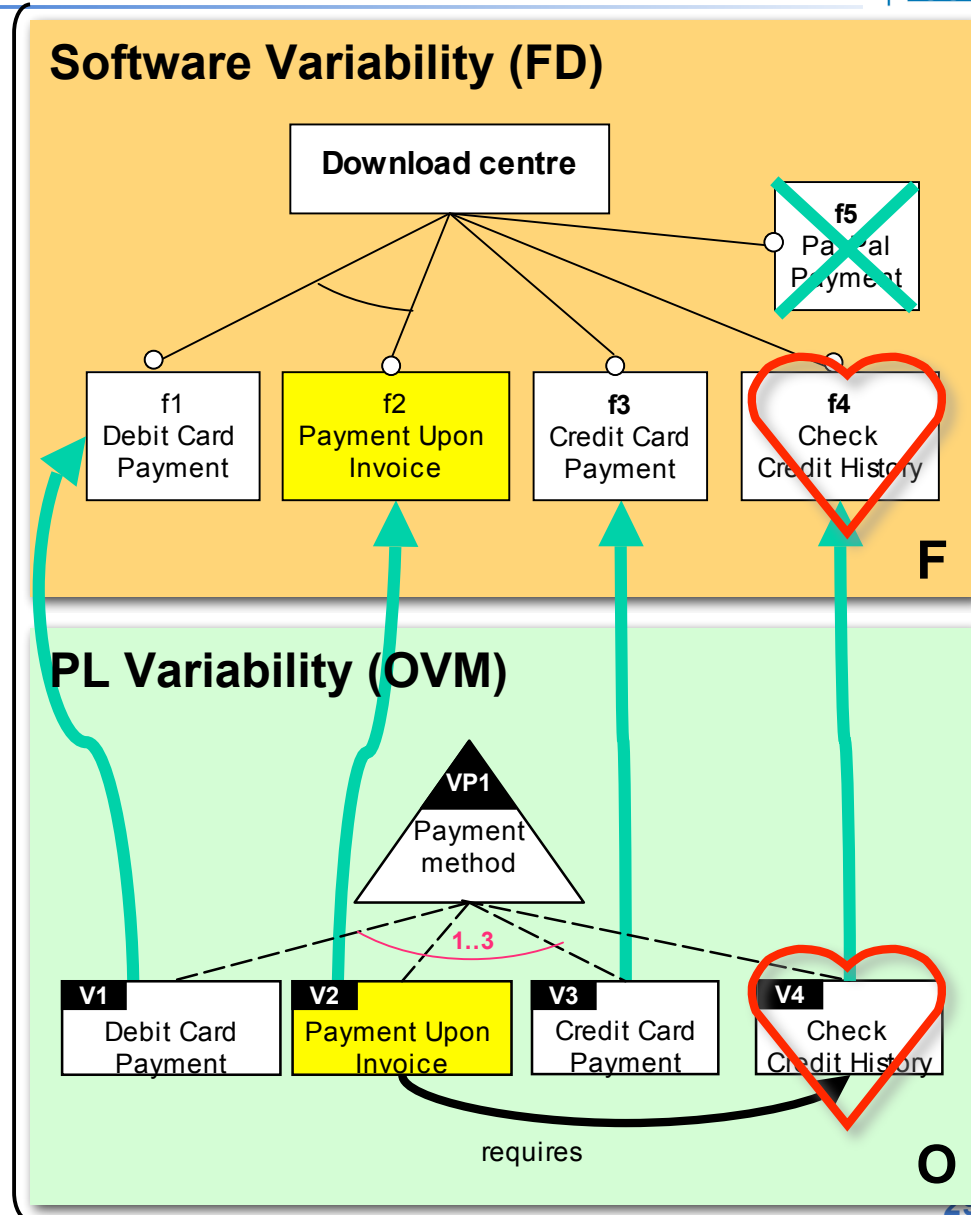 Software Variability (FD)
Download centre
f5
PayPal
Payment
f1
Debit Card
Payment
f2
Payment Upon
Invoice
f3
Credit Card
Payment
f4
Check
Credit History
F
PL Variability (OVM)
VP1
Payment
method
1..3
V1
Debit Card
Payment
V2
Payment Upon
Invoice
V3
Credit Card
Payment
V4
Check
Credit History
requires
O